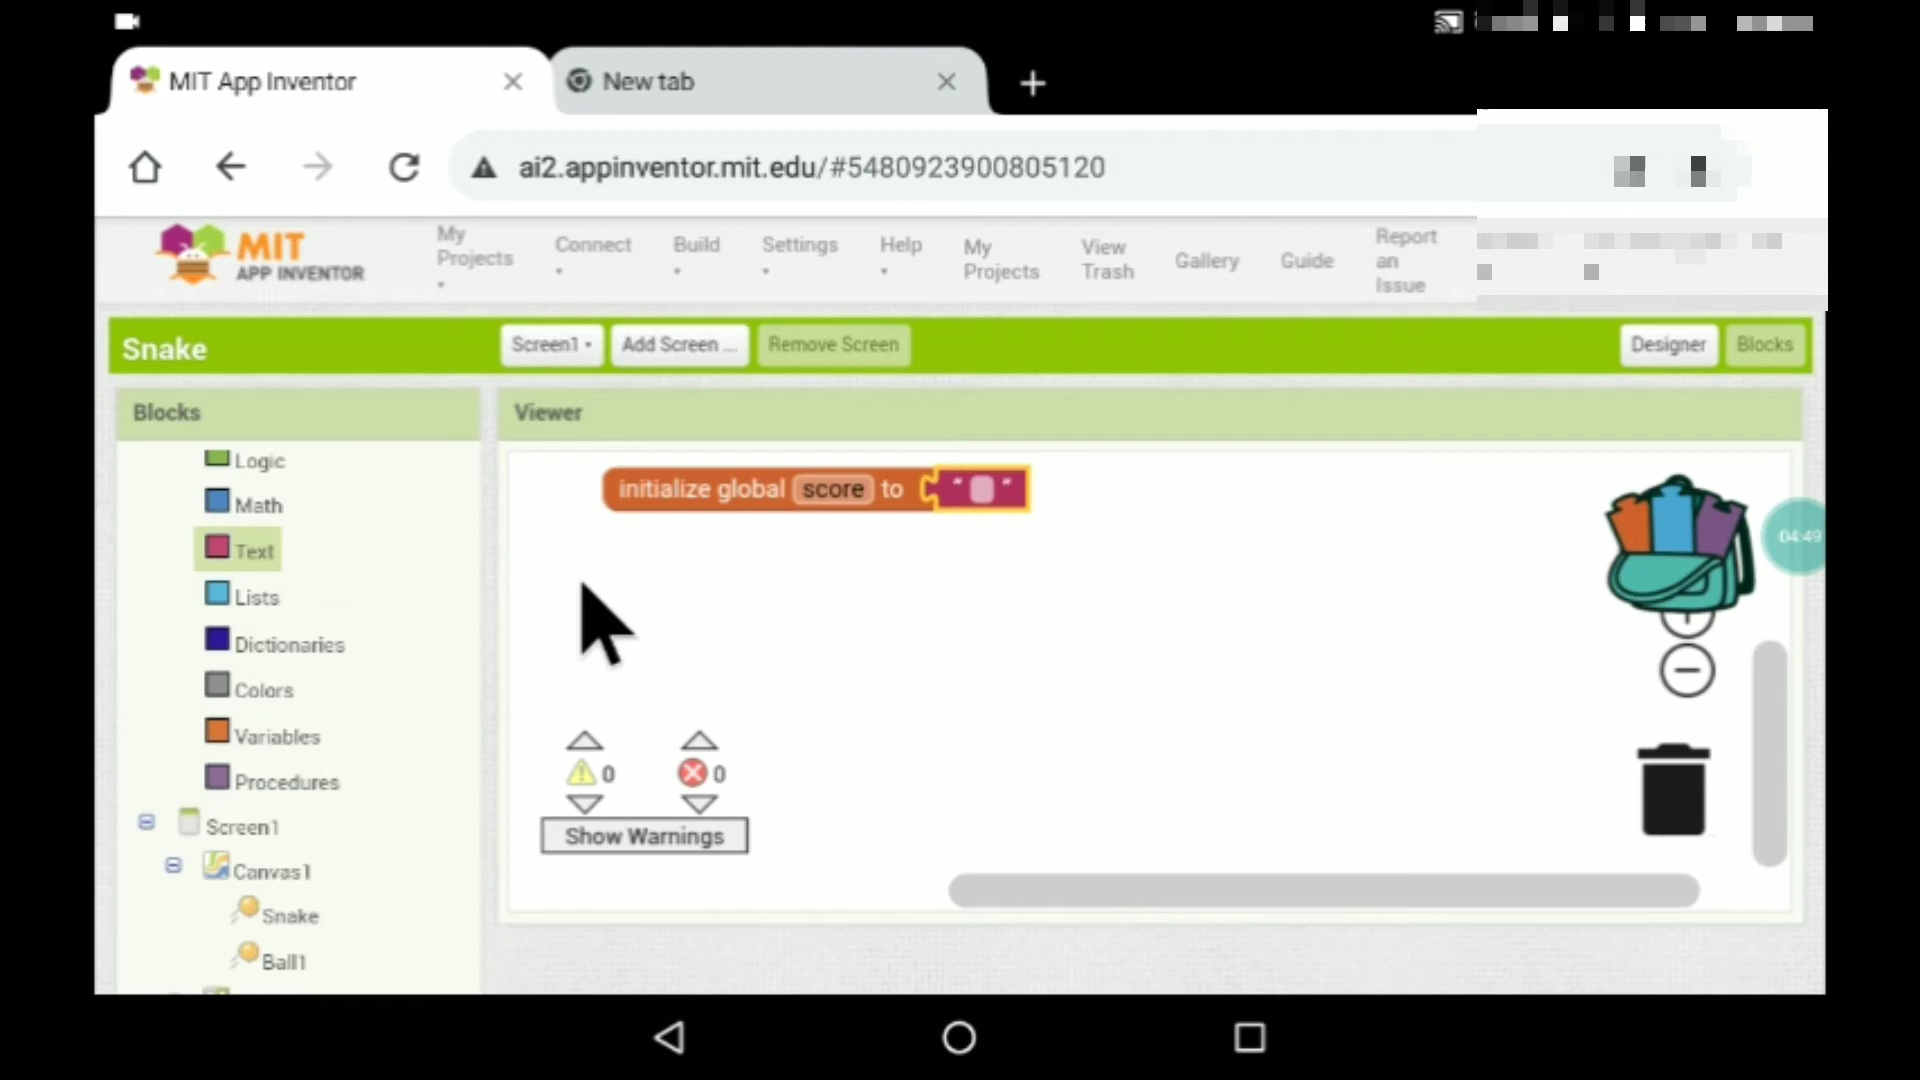 MIT App Inventor
New tab
ai2.appinventor.mit.edu/#5480923900805120
MIT
APP INVENTOR
My
Projects
Connect
Build
Settings
Help
My
Projects
View
Trash
Gallery
Guide
Report
an
Issue
Snake
Screen1
Add Screen ...
Remove Screen
Designer
Blocks
Blocks
Viewer
Logic
Math
Text
Lists
Dictionaries
Colors
Variables
Procedures
Screen1
Canvas1
Snake
Ball1
initialize global score to " "
04:49
0
0
Show Warnings